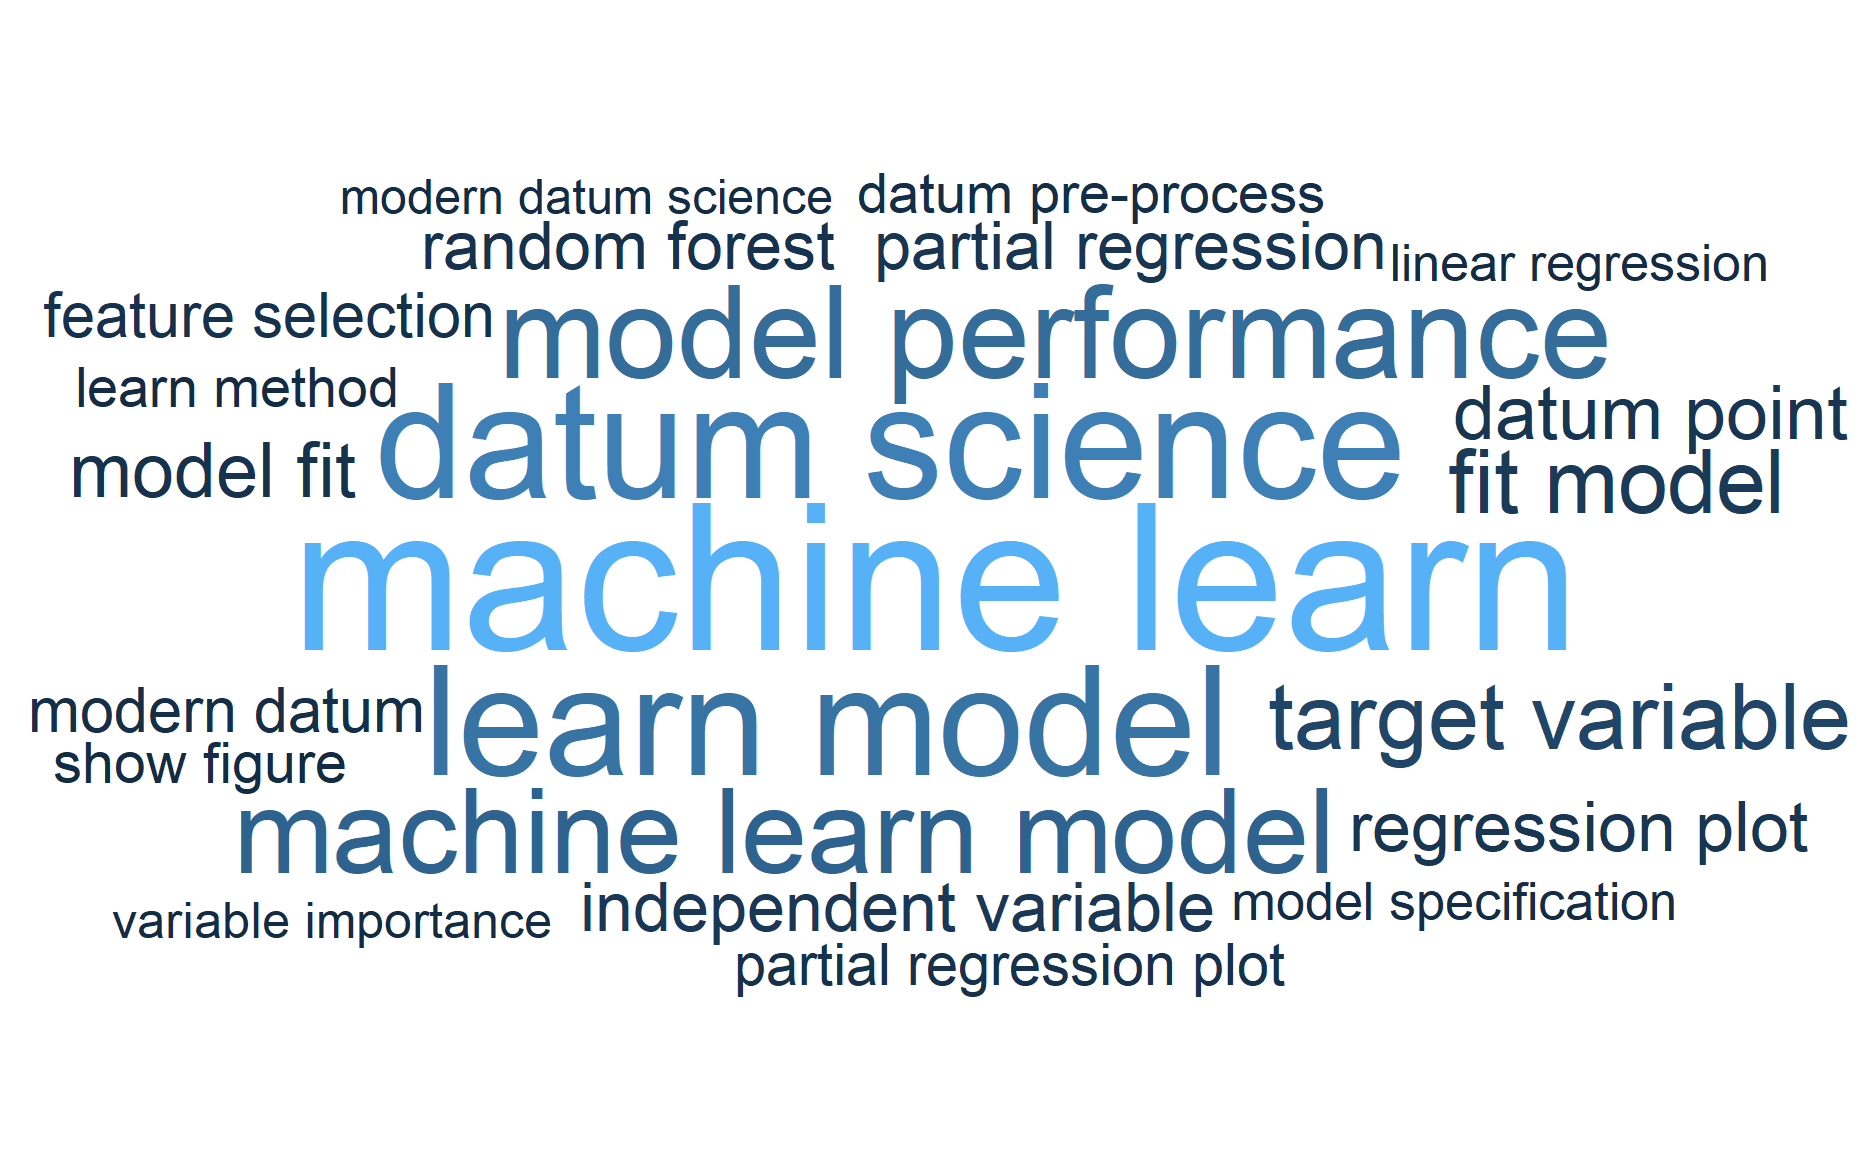 modern datum science
datum pre-process
random forest
partial regression
linear regression
feature selection
model performance
learn method
datum science
datum point
model fit
fit model
machine learn
modern datum
learn model
target variable
show figure
machine learn model
regression plot
variable importance
independent variable
model specification
partial regression plot